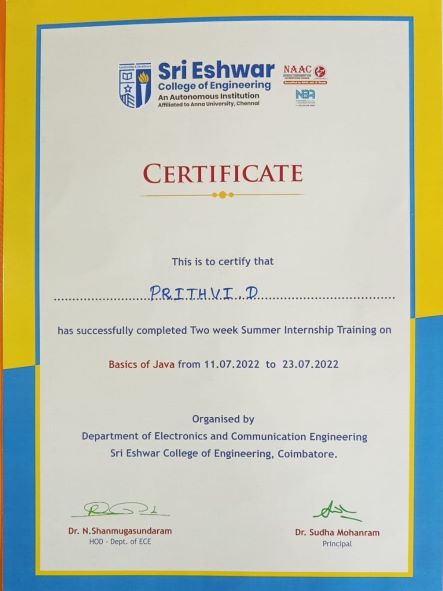 Sri Eshwar
College of Engineering
An Autonomous Institution
Affiliated to Anna University, Chennai
NAAC
NBA
CERTIFICATE
This is to certify that
PRITHVI.D
has successfully completed Two week Summer Internship Training on
Basics of Java from 11.07.2022 to 23.07.2022
Organised by
Department of Electronics and Communication Engineering
Sri Eshwar College of Engineering, Coimbatore.
Dr. N.Shanmugasundaram
HOD - Dept. of ECE
Dr. Sudha Mohanram
Principal